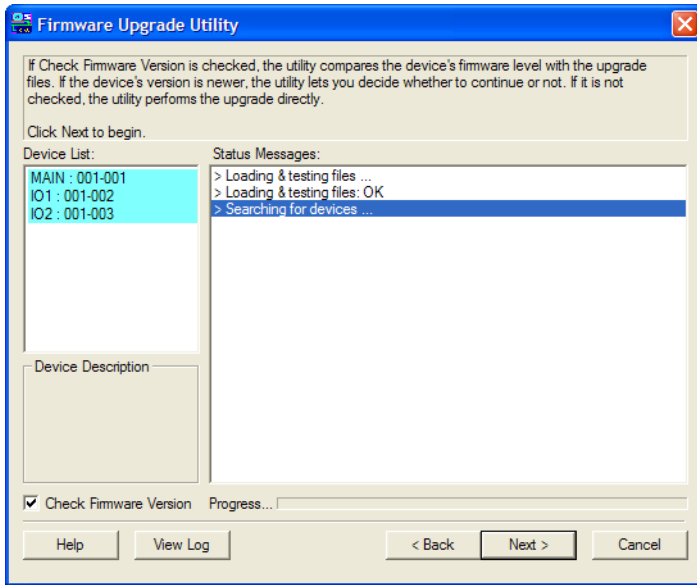 Firmware Upgrade Utility
If Check Firmware Version is checked, the utility compares the device's firmware level with the upgrade
files. If the device's version is newer, the utility lets you decide whether to continue or not. If it is not
checked, the utility performs the upgrade directly.
Click Next to begin.
Device List:
Status Messages:
MAIN : 001-001
IO1 : 001-002
IO2 : 001-003
> Loading & testing files ...
> Loading & testing files: OK
> Searching for devices ...
Device Description
Check Firmware Version
Progress...
Help
View Log
< Back
Next >
Cancel